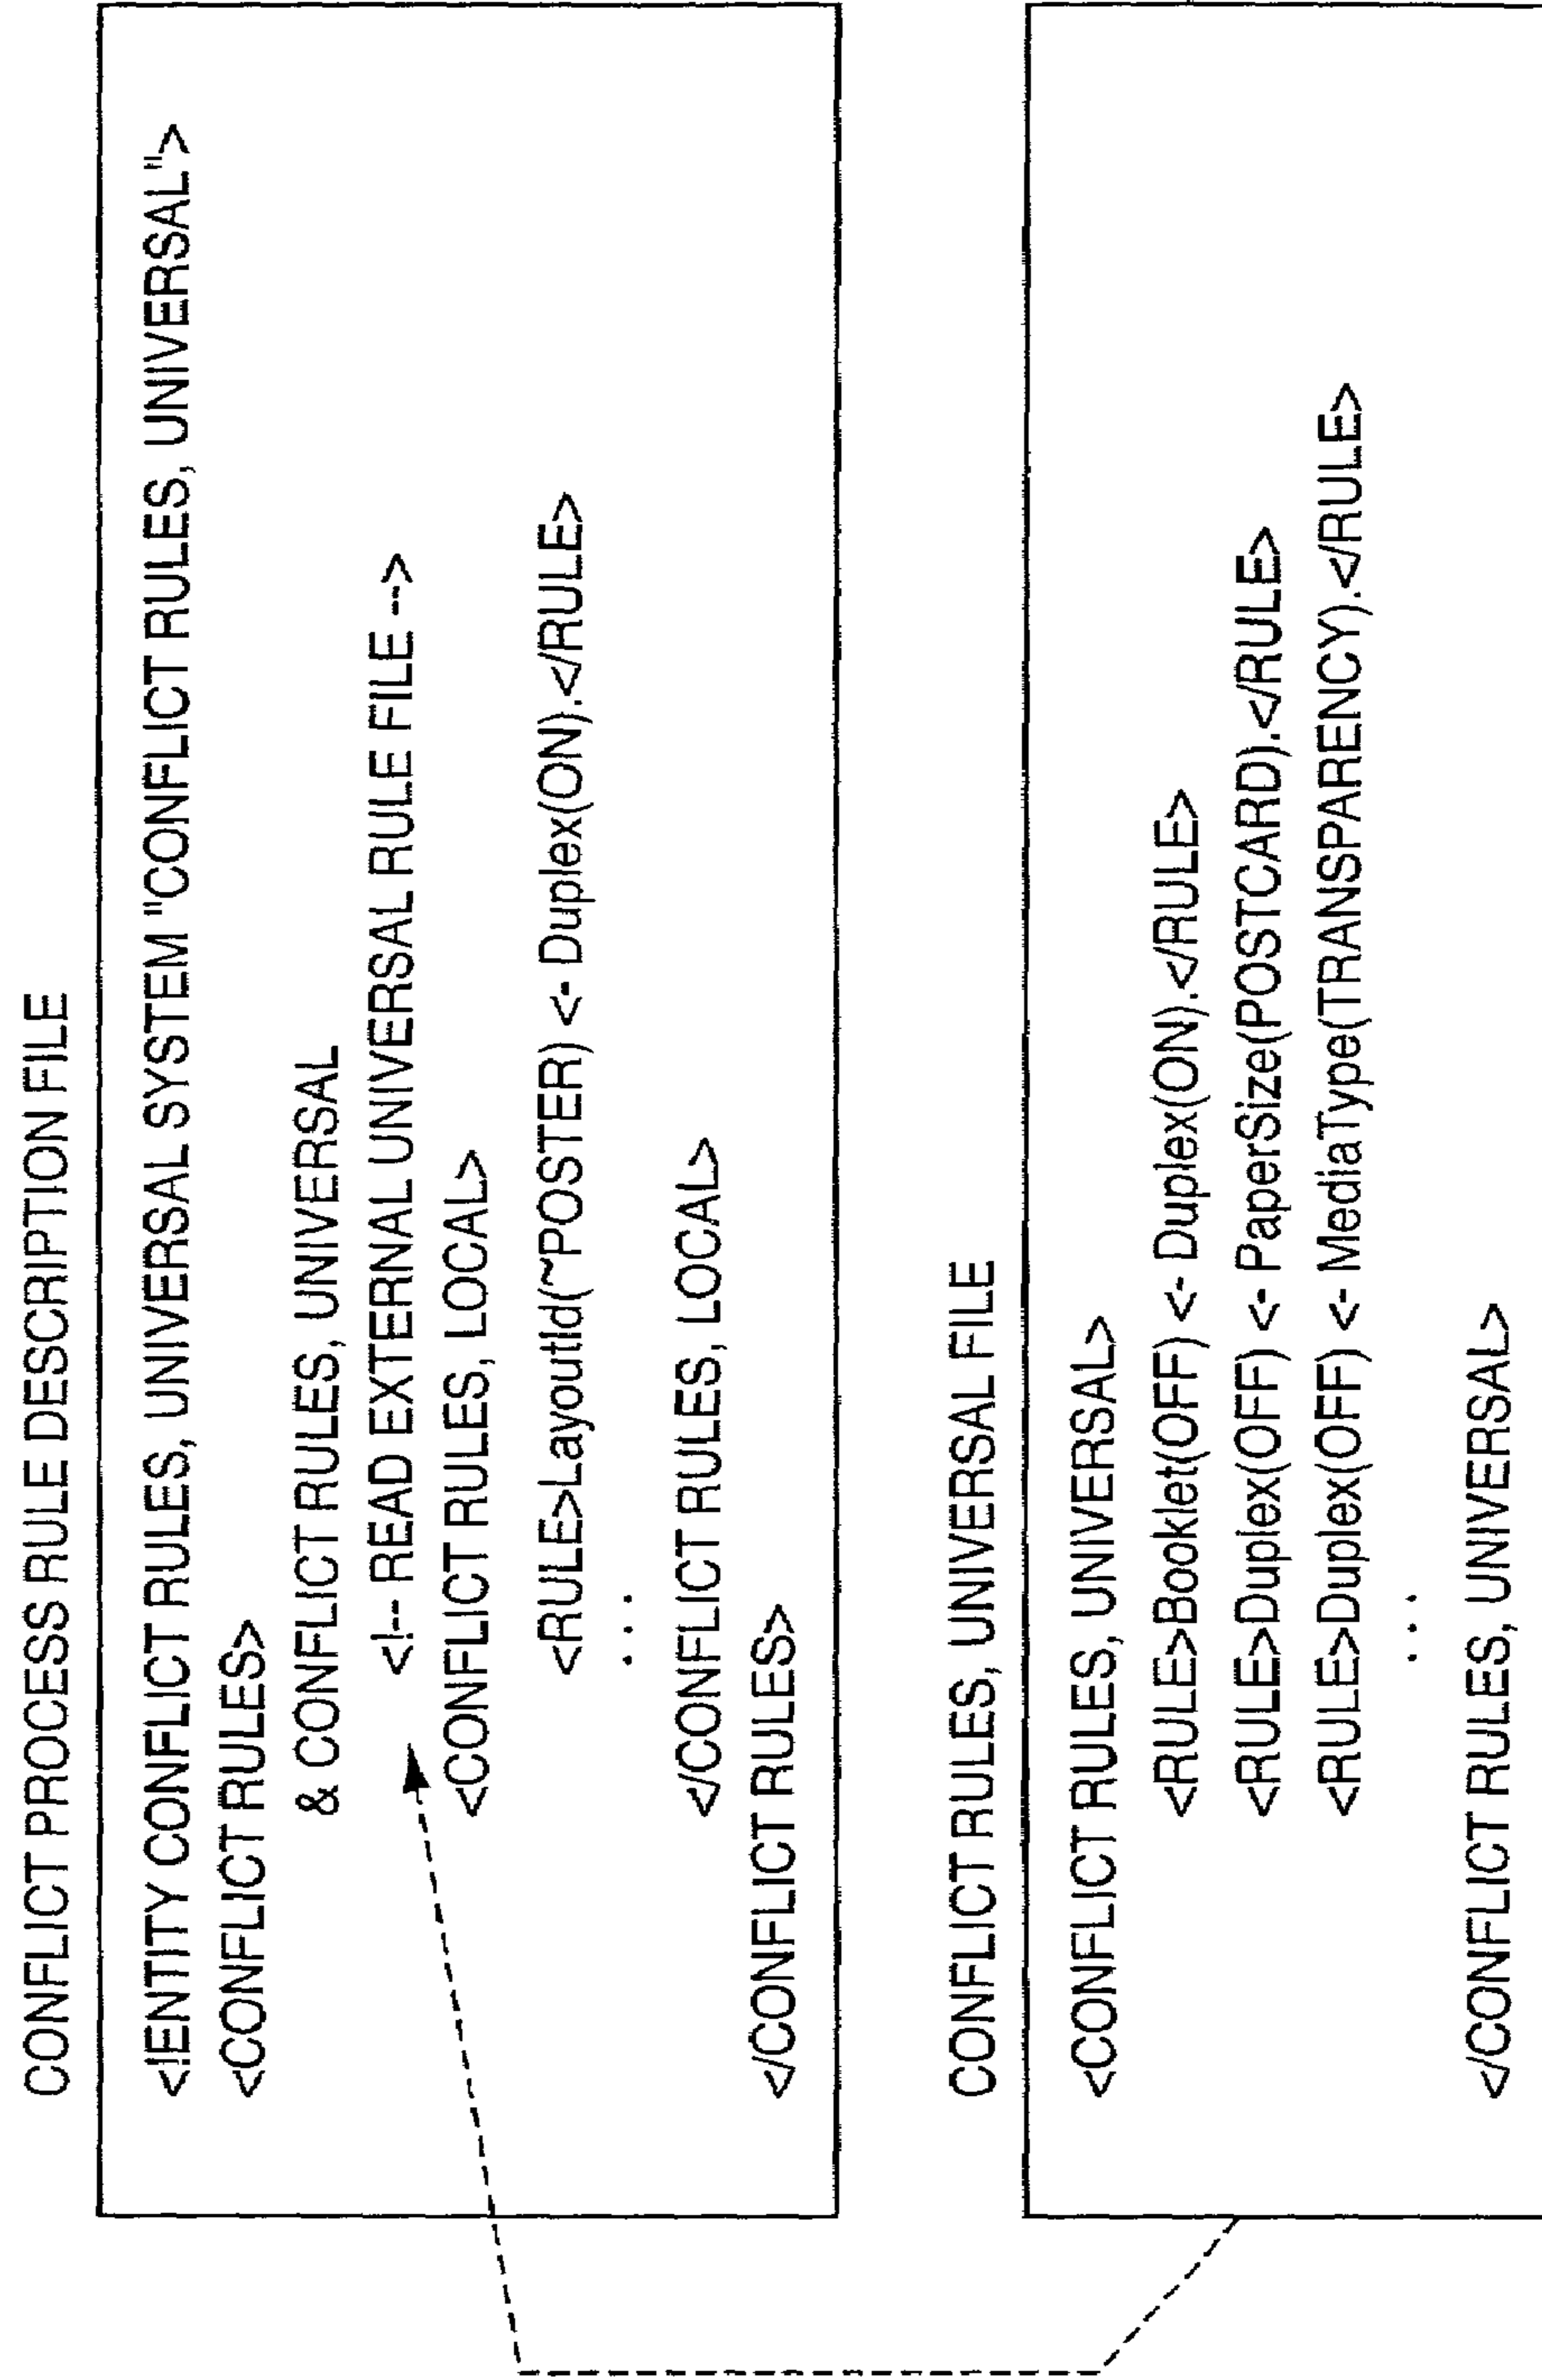 CONFLICT PROCESS RULE DESCRIPTION FILE
<!ENTITY CONFLICT RULES, UNIVERSAL SYSTEM "CONFLICT RULES, UNIVERSAL">
<CONFLICT RULES>
& CONFLICT RULES, UNIVERSAL
<!-- READ EXTERNAL UNIVERSAL RULE FILE -->
<CONFLICT RULES, LOCAL>
<RULE>LayoutId(~POSTER) <- Duplex(ON).</RULE>
...
</CONFLICT RULES, LOCAL>
</CONFLICT RULES>
CONFLICT RULES, UNIVERSAL FILE
<CONFLICT RULES, UNIVERSAL>
<RULE>Booklet(OFF) <- Duplex(ON).</RULE>
<RULE>Duplex(OFF) <- PaperSize(POSTCARD).</RULE>
<RULE>Duplex(OFF) <- MediaType(TRANSPARENCY).</RULE>
...
</CONFLICT RULES, UNIVERSAL>